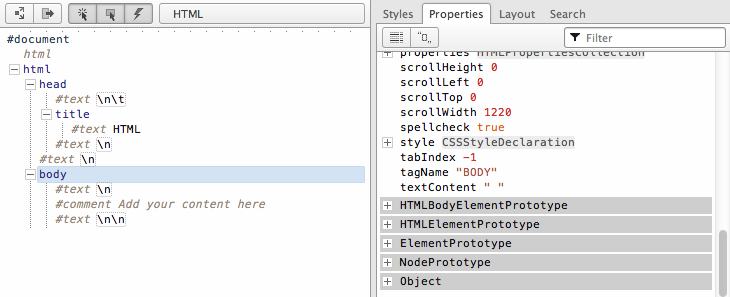 HTML
#document
html
html
head
#text \n\t
title
#text HTML
#text \n
body
#text \n
#comment Add your content here
#text \n\n
Styles Properties Layout Search
Filter
properties HTMLPropertiesCollection
scrollHeight 0
scrollLeft 0
scrollTop 0
scrollWidth 1220
spellcheck true
style CSSStyleDeclaration
tabIndex -1
tagName "BODY"
textContent " "
HTMLBodyElementPrototype
HTMLElementPrototype
ElementPrototype
NodePrototype
Object